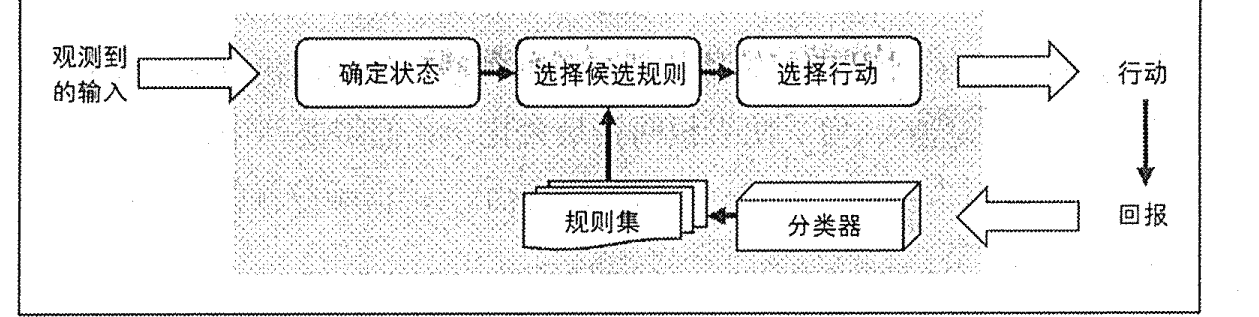 观测到
的输入
确定状态
选择候选规则
选择行动
行动
规则集
分类器
回报